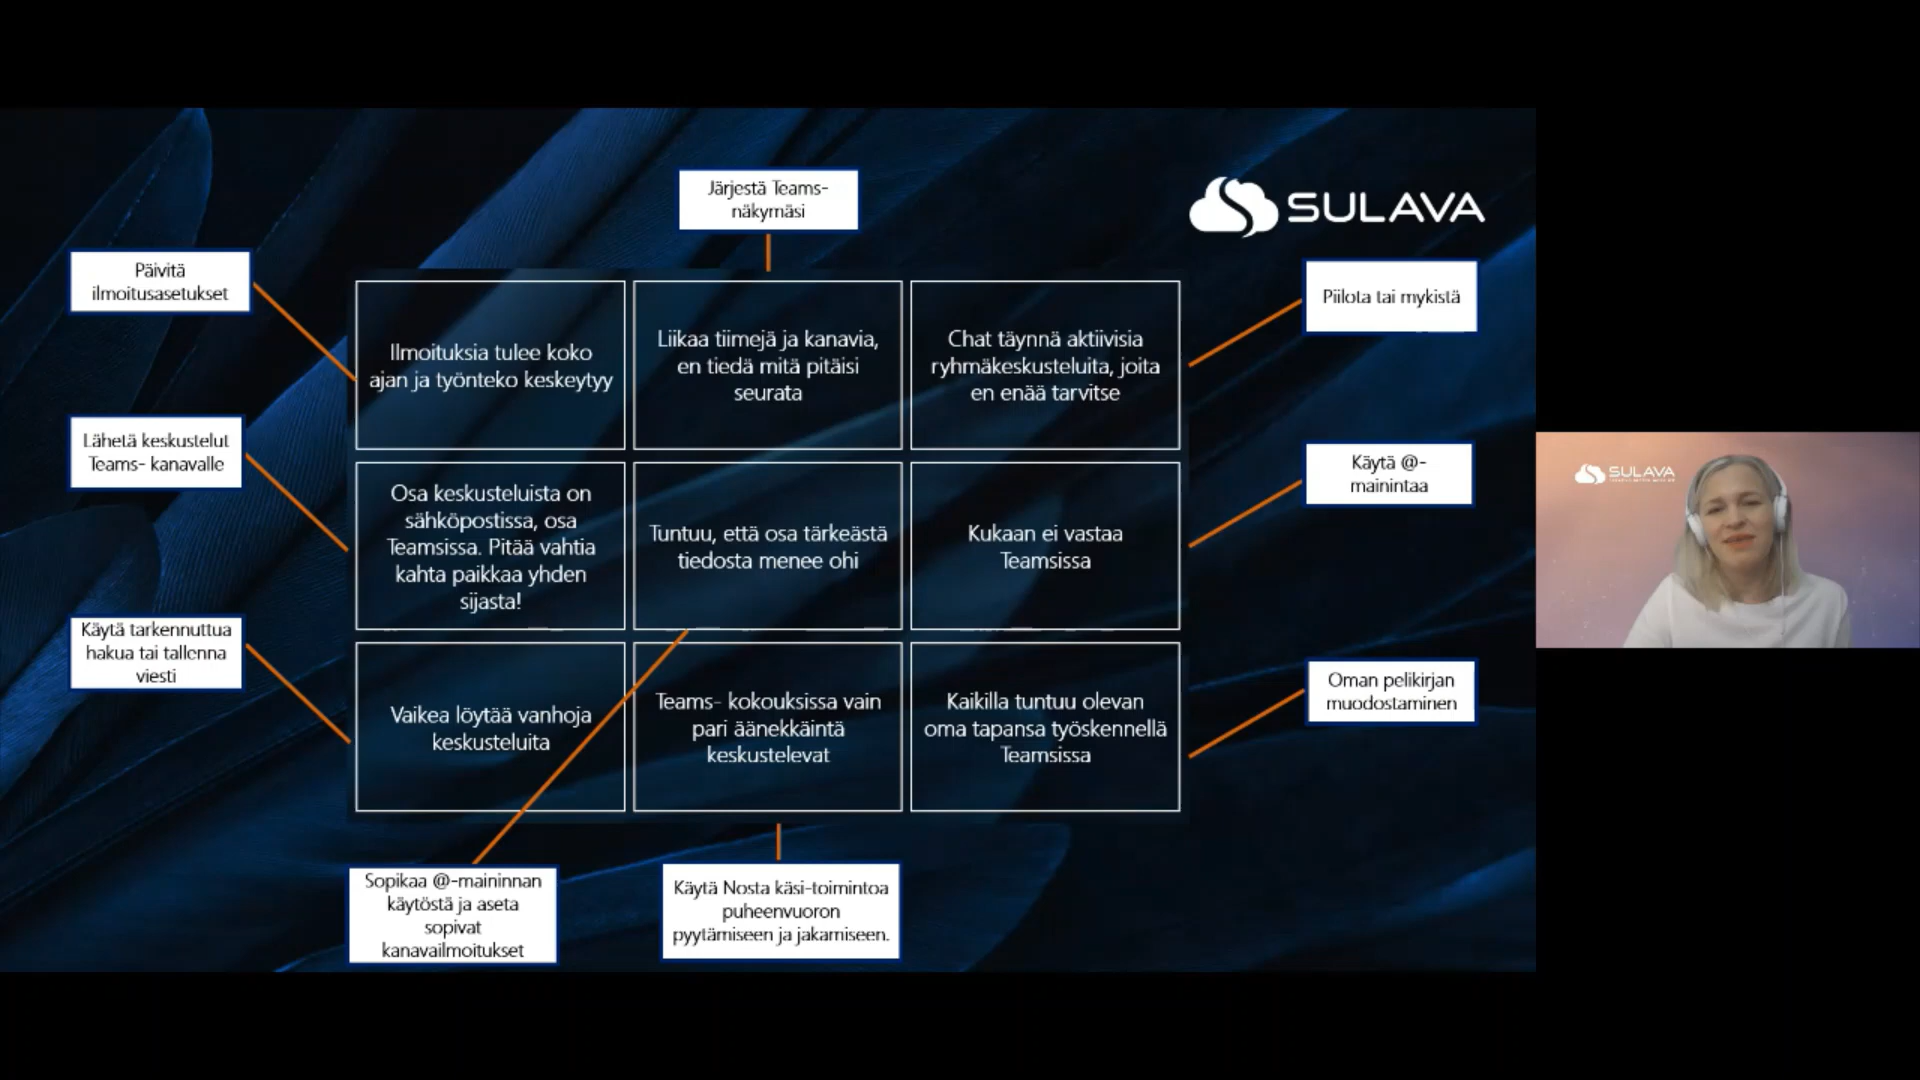 Järjestä Teams-
näkymäsi
SULAVA
Päivitä
ilmoitusasetukset
Piilota tai mykistä
Ilmoituksia tulee koko
ajan ja työnteko keskeytyy
Liikaa tiimejä ja kanavia,
en tiedä mitä pitäisi
seurata
Chat täynnä aktiivisia
ryhmäkeskusteluita, joita
en enää tarvitse
Lähetä keskustelut
Teams- kanavalle
Käytä @-
mainintaa
Osa keskusteluista on
sähköpostissa, osa
Teamsissa. Pitää vahtia
kahta paikkaa yhden
sijasta!
Tuntuu, että osa tärkeästä
tiedosta menee ohi
Kukaan ei vastaa
Teamsissa
SULAVA
Käytä tarkennuttua
hakua tai tallenna
viesti
Oman pelikirjan
muodostaminen
Vaikea löytää vanhoja
keskusteluita
Teams- kokouksissa vain
pari äänekkäintä
keskustelevat
Kaikilla tuntuu olevan
oma tapansa työskennellä
Teamsissa
Sopikaa @-maininnan
käytöstä ja aseta
sopivat
kanavailmoitukset
Käytä Nosta käsi-toimintoa
puheenvuoron
pyytämiseen ja jakamiseen.